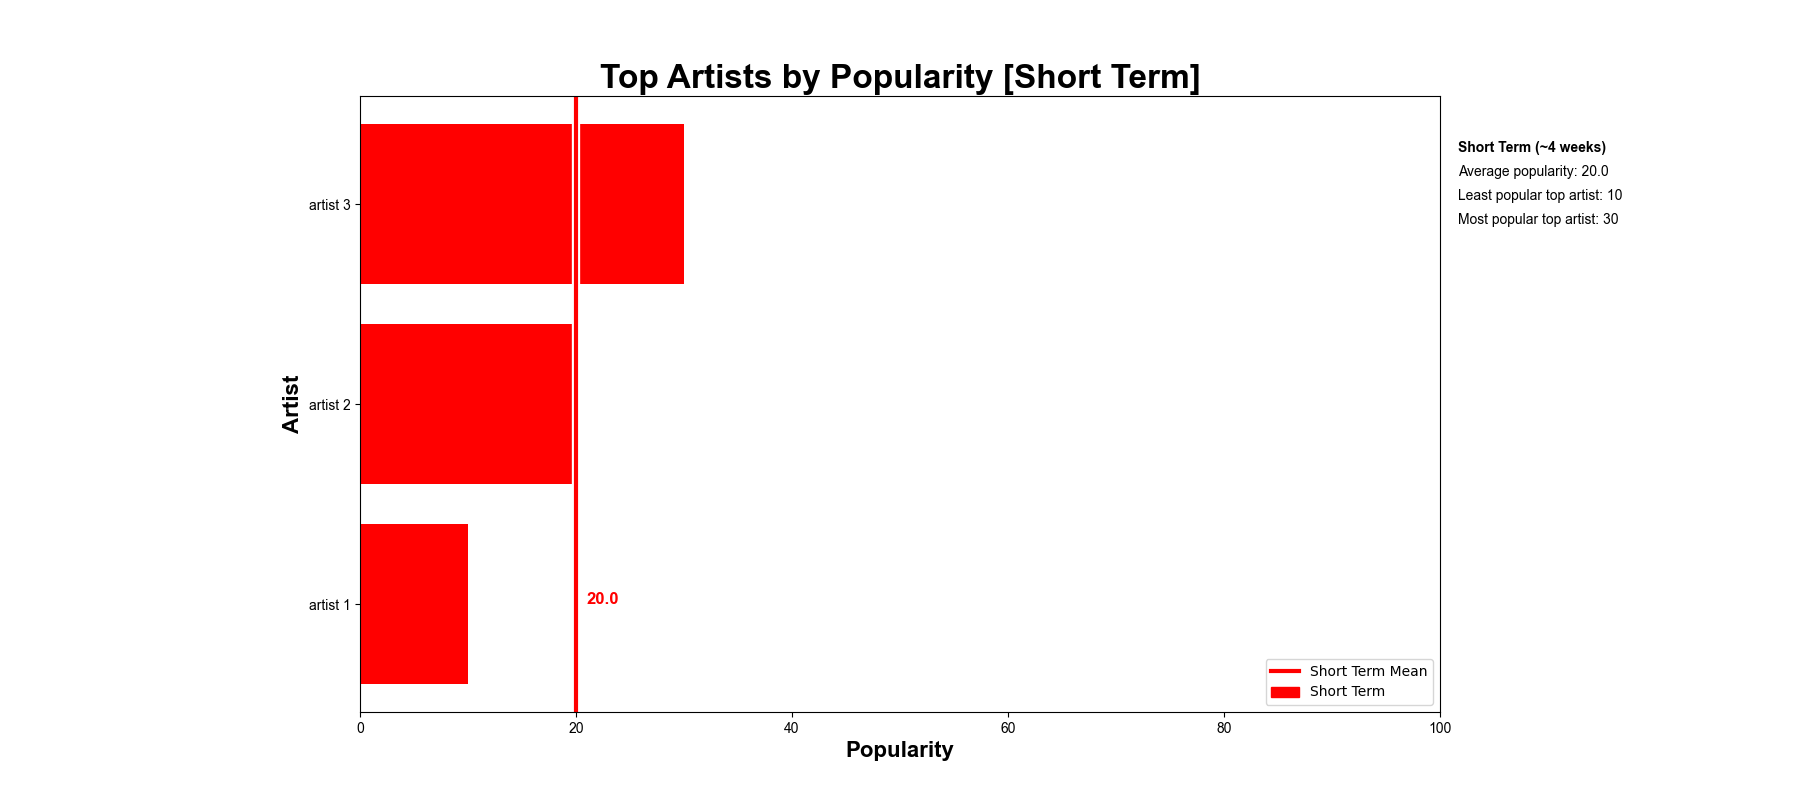 Top Artists by Popularity [Short Term]
Short Term (~4 weeks)
Average popularity: 20.0
Least popular top artist: 10
Most popular top artist: 30
Artist
artist 3
artist 2
artist 1
20.0
Short Term Mean
Short Term
0 20 40 60 80 100
Popularity